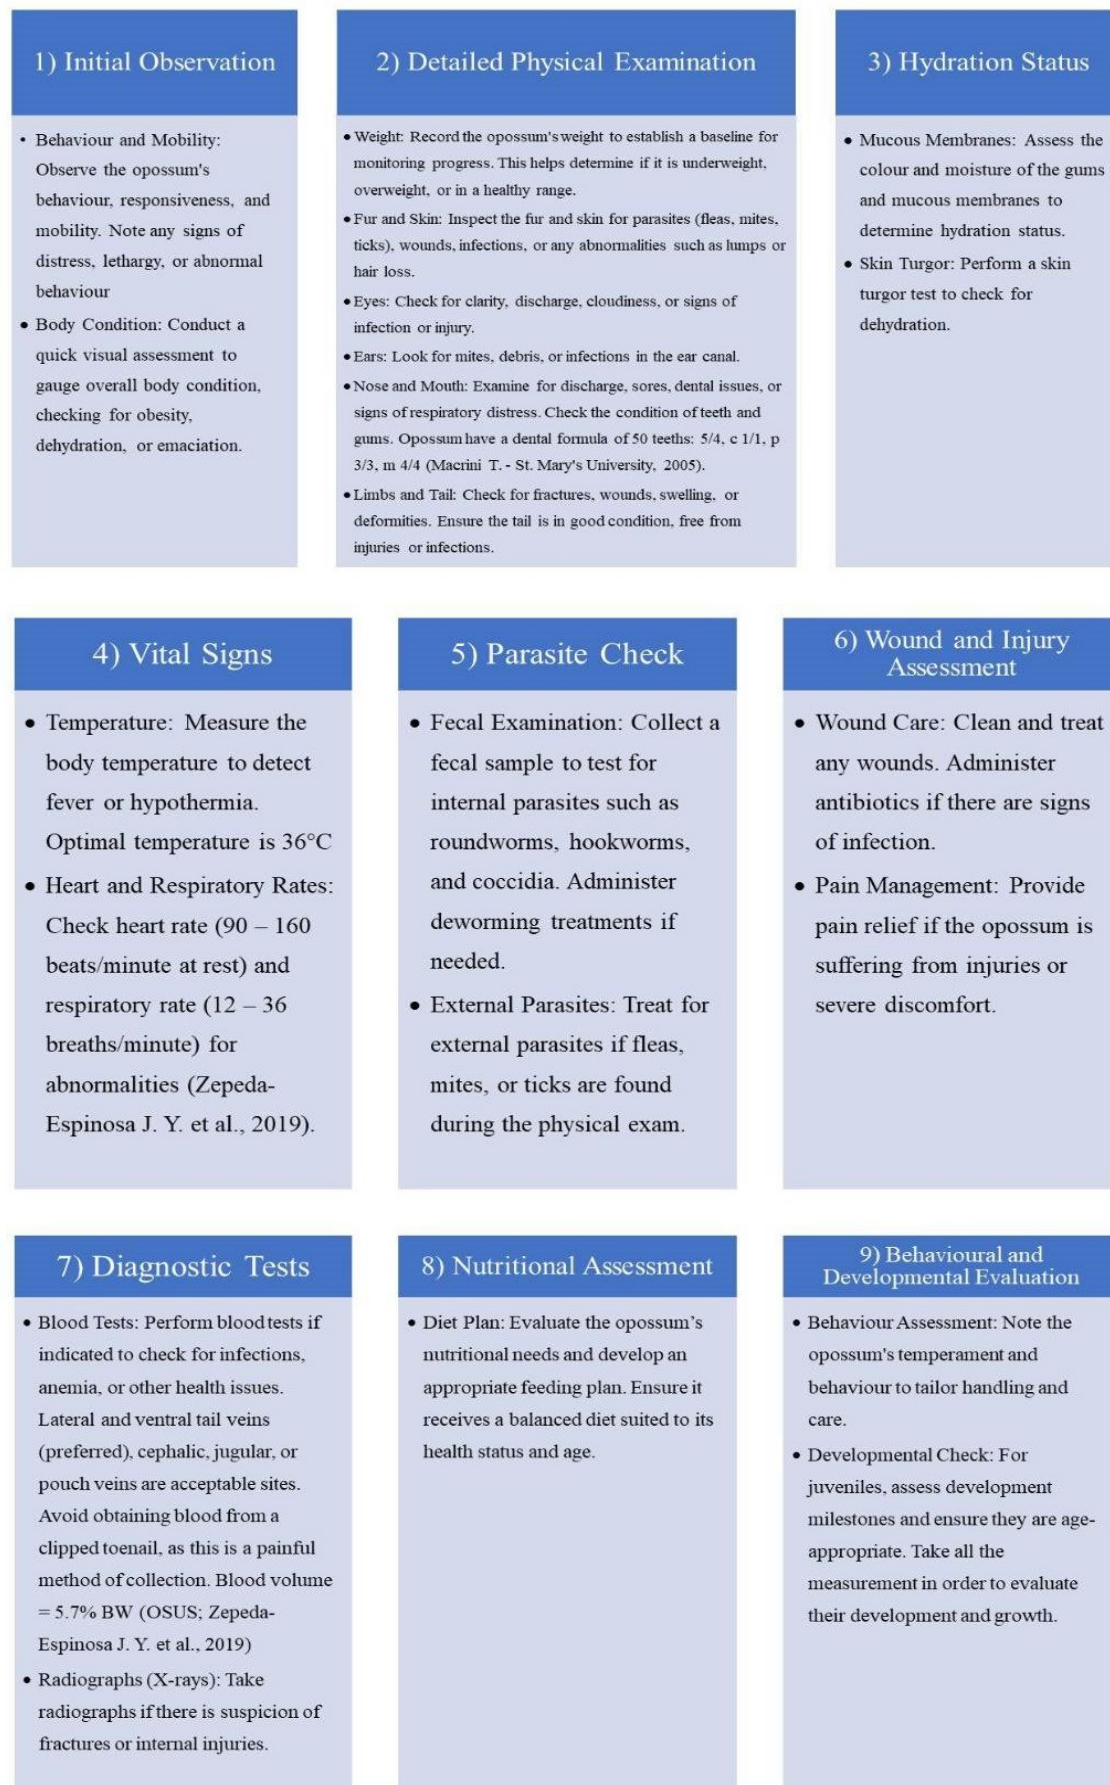 1) Initial Observation
• Behaviour and Mobility:
Observe the opossum's
behaviour, responsiveness, and
mobility. Note any signs of
distress, lethargy, or abnormal
behaviour
• Body Condition: Conduct a
quick visual assessment to
gauge overall body condition,
checking for obesity,
dehydration, or emaciation.
2) Detailed Physical Examination
• Weight: Record the opossum's weight to establish a baseline for
monitoring progress. This helps determine if it is underweight,
overweight, or in a healthy range.
• Fur and Skin: Inspect the fur and skin for parasites (fleas, mites,
ticks), wounds, infections, or any abnormalities such as lumps or
hair loss.
• Eyes: Check for clarity, discharge, cloudiness, or signs of
infection or injury.
• Ears: Look for mites, debris, or infections in the ear canal.
• Nose and Mouth: Examine for discharge, sores, dental issues, or
signs of respiratory distress. Check the condition of teeth and
gums. Opossum have a dental formula of 50 teeths: 5/4, c 1/1, p
3/3, m 4/4 (Macrini T. - St. Mary's University, 2005).
• Limbs and Tail: Check for fractures, wounds, swelling, or
deformities. Ensure the tail is in good condition, free from
injuries or infections.
3) Hydration Status
• Mucous Membranes: Assess the
colour and moisture of the gums
and mucous membranes to
determine hydration status.
• Skin Turgor: Perform a skin
turgor test to check for
dehydration.
4) Vital Signs
• Temperature: Measure the
body temperature to detect
fever or hypothermia.
Optimal temperature is 36°C
• Heart and Respiratory Rates:
Check heart rate (90 – 160
beats/minute at rest) and
respiratory rate (12 – 36
breaths/minute) for
abnormalities (Zepeda-
Espinosa J. Y. et al., 2019).
5) Parasite Check
• Fecal Examination: Collect a
fecal sample to test for
internal parasites such as
roundworms, hookworms,
and coccidia. Administer
deworming treatments if
needed.
• External Parasites: Treat for
external parasites if fleas,
mites, or ticks are found
during the physical exam.
6) Wound and Injury
Assessment
• Wound Care: Clean and treat
any wounds. Administer
antibiotics if there are signs
of infection.
• Pain Management: Provide
pain relief if the opossum is
suffering from injuries or
severe discomfort.
7) Diagnostic Tests
• Blood Tests: Perform blood tests if
indicated to check for infections,
anemia, or other health issues.
Lateral and ventral tail veins
(preferred), cephalic, jugular, or
pouch veins are acceptable sites.
Avoid obtaining blood from a
clipped toenail, as this is a painful
method of collection. Blood volume
= 5.7% BW (OSUS; Zepeda-
Espinosa J. Y. et al., 2019)
• Radiographs (X-rays): Take
radiographs if there is suspicion of
fractures or internal injuries.
8) Nutritional Assessment
• Diet Plan: Evaluate the opossum's
nutritional needs and develop an
appropriate feeding plan. Ensure it
receives a balanced diet suited to its
health status and age.
9) Behavioural and
Developmental Evaluation
• Behaviour Assessment: Note the
opossum's temperament and
behaviour to tailor handling and
care.
• Developmental Check: For
juveniles, assess development
milestones and ensure they are age-
appropriate. Take all the
measurement in order to evaluate
their development and growth.